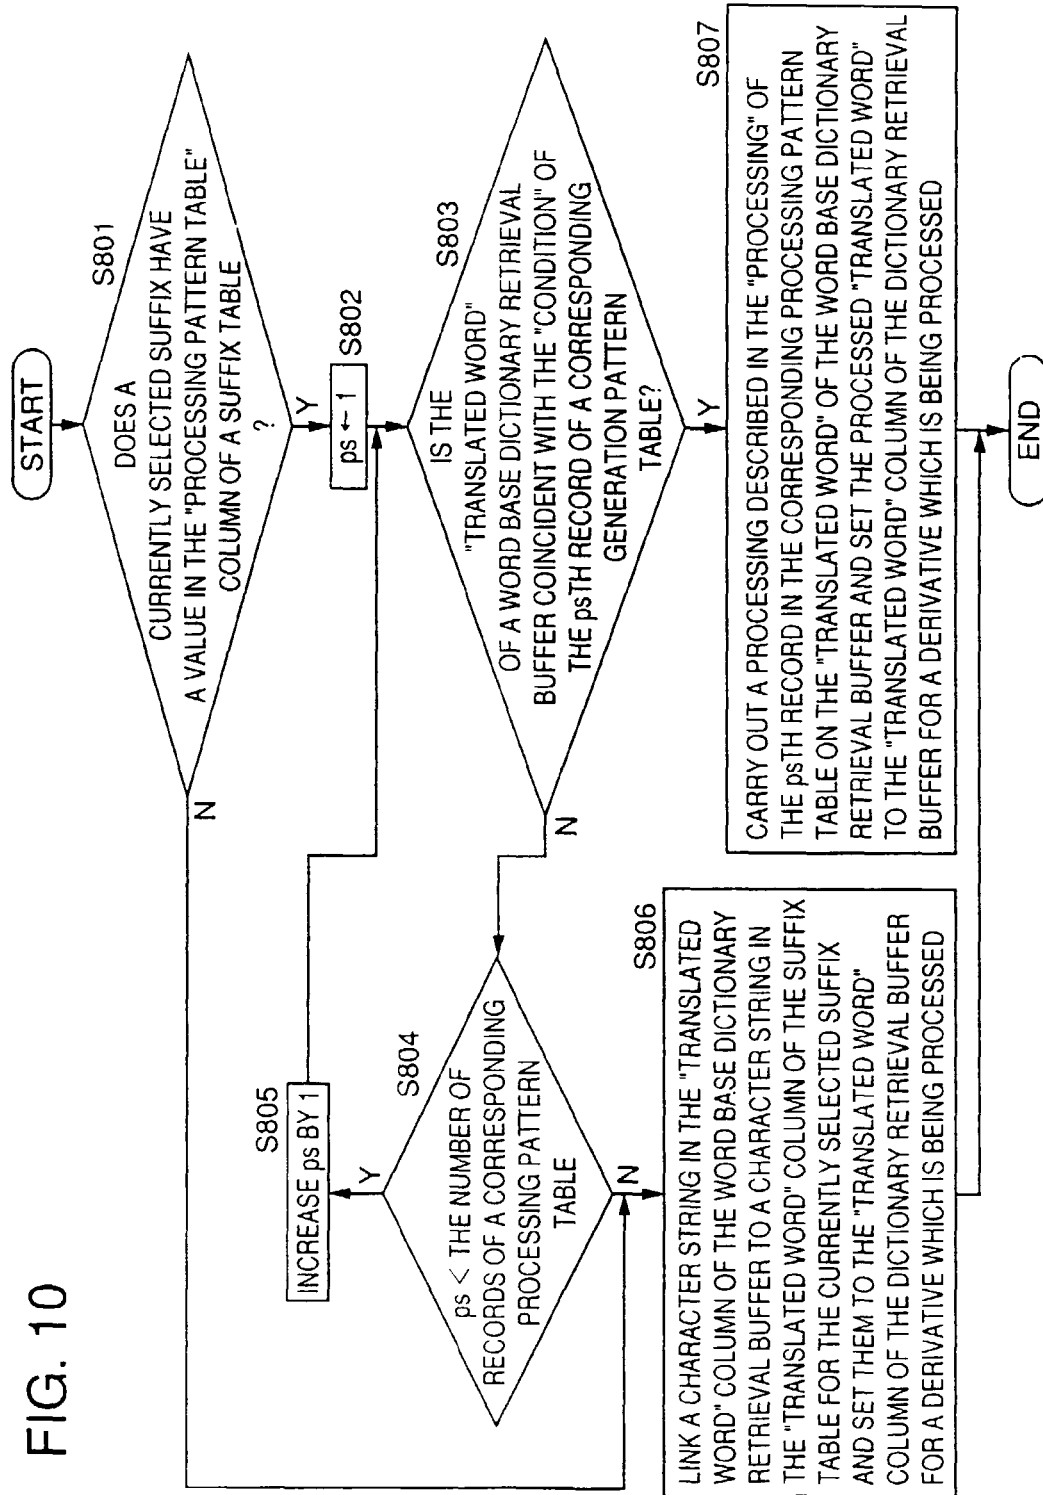 FIG. 10
START
S801
DOES A
CURRENTLY SELECTED SUFFIX HAVE
A VALUE IN THE "PROCESSING PATTERN TABLE"
COLUMN OF A SUFFIX TABLE
?
N
Y
S802
ps ← 1
S803
IS THE
"TRANSLATED WORD"
OF A WORD BASE DICTIONARY RETRIEVAL
BUFFER COINCIDENT WITH THE "CONDITION" OF
THE psTH RECORD OF A CORRESPONDING
GENERATION PATTERN
TABLE?
N
Y
S805
INCREASE ps BY 1
Y
S804
ps < THE NUMBER OF
RECORDS OF A CORRESPONDING
PROCESSING PATTERN
TABLE
N
S806
LINK A CHARACTER STRING IN THE "TRANSLATED
WORD" COLUMN OF THE WORD BASE DICTIONARY
RETRIEVAL BUFFER TO A CHARACTER STRING IN
THE "TRANSLATED WORD" COLUMN OF THE SUFFIX
TABLE FOR THE CURRENTLY SELECTED SUFFIX
AND SET THEM TO THE "TRANSLATED WORD"
COLUMN OF THE DICTIONARY RETRIEVAL BUFFER
FOR A DERIVATIVE WHICH IS BEING PROCESSED
S807
CARRY OUT A PROCESSING DESCRIBED IN THE "PROCESSING" OF
THE psTH RECORD IN THE CORRESPONDING PROCESSING PATTERN
TABLE ON THE "TRANSLATED WORD" OF THE WORD BASE DICTIONARY
RETRIEVAL BUFFER AND SET THE PROCESSED "TRANSLATED WORD"
TO THE "TRANSLATED WORD" COLUMN OF THE DICTIONARY RETRIEVAL
BUFFER FOR A DERIVATIVE WHICH IS BEING PROCESSED
END